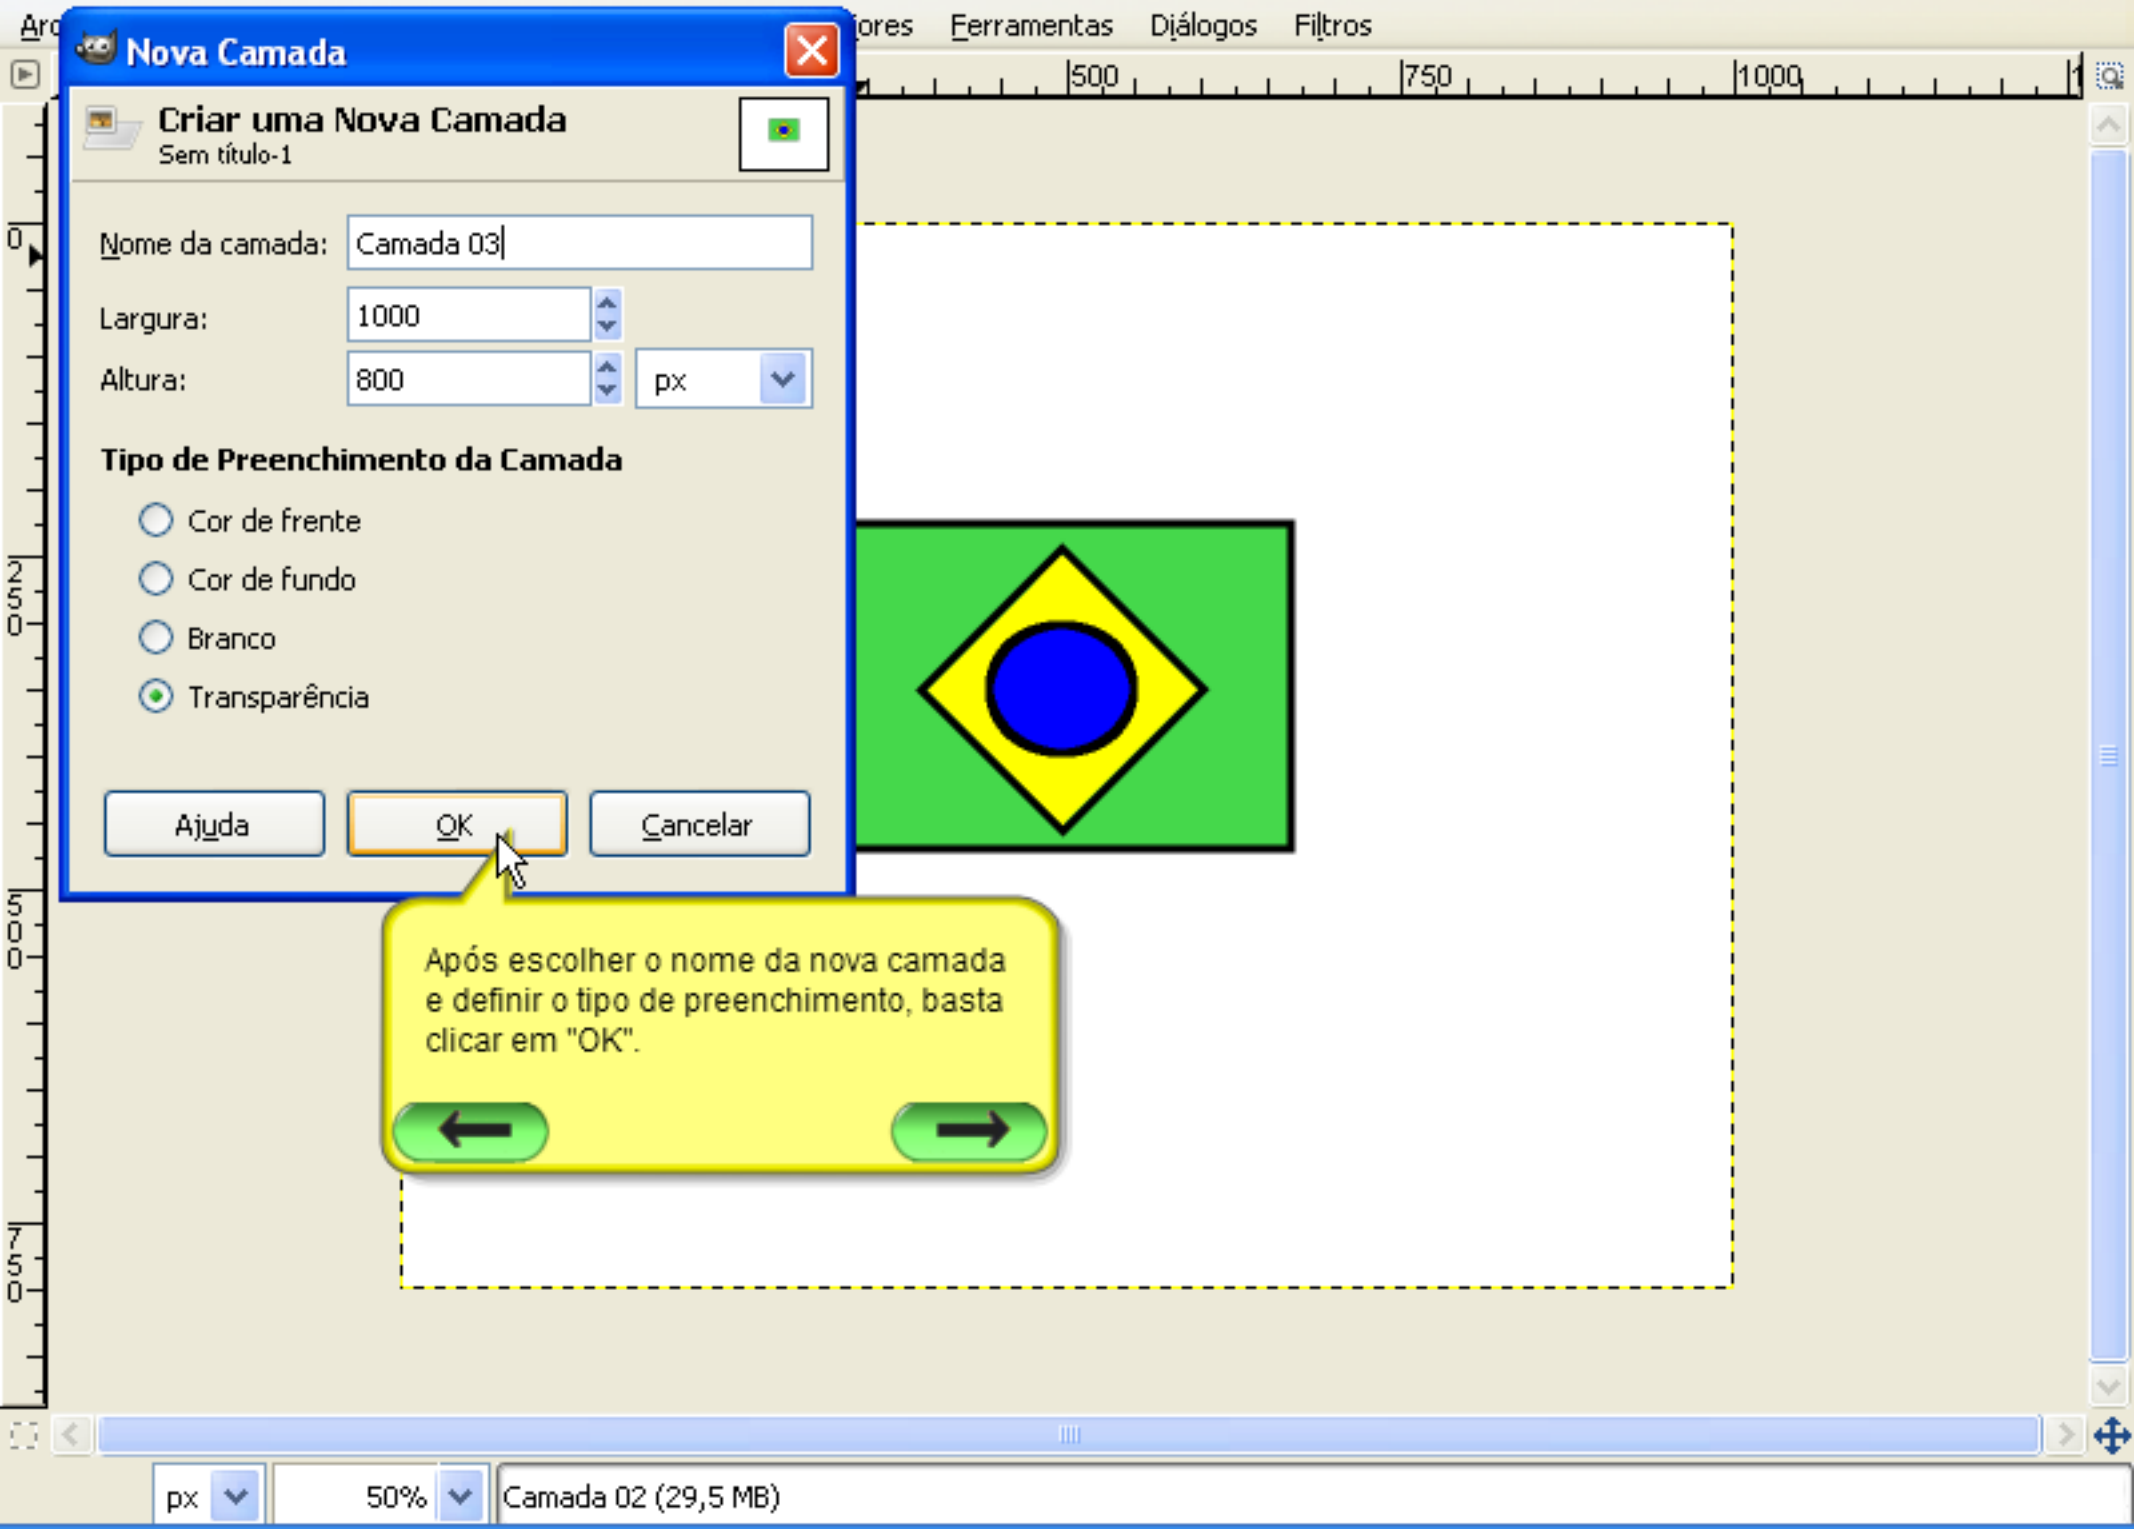 Arq
ores
Ferramentas
Diálogos
Filtros
Nova Camada
Criar uma Nova Camada
Sem título-1
500
750
1000
1
Nome da camada:
Camada 03
Largura:
1000
Altura:
800
px
Tipo de Preenchimento da Camada
Cor de frente
Cor de fundo
Branco
Transparência
Ajuda
OK
Cancelar
Após escolher o nome da nova camada
e definir o tipo de preenchimento, basta
clicar em "OK".
0
250
500
750
px
50%
Camada 02 (29,5 MB)